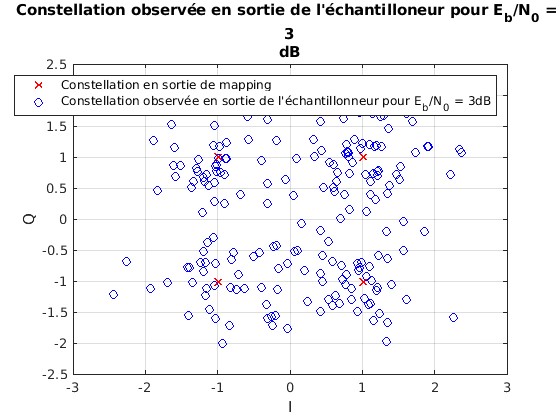 Constellation observée en sortie de l'échantilloneur pour E_b/N_0 =
3
dB
2.5
Constellation en sortie de mapping
Constellation observée en sortie de l'échantillonneur pour E_b/N_0 = 3dB
1.5
1
0.5
0
-0.5
-1
-1.5
-2
-2.5
Q
-3 -2 -1 0 1 2 3
I